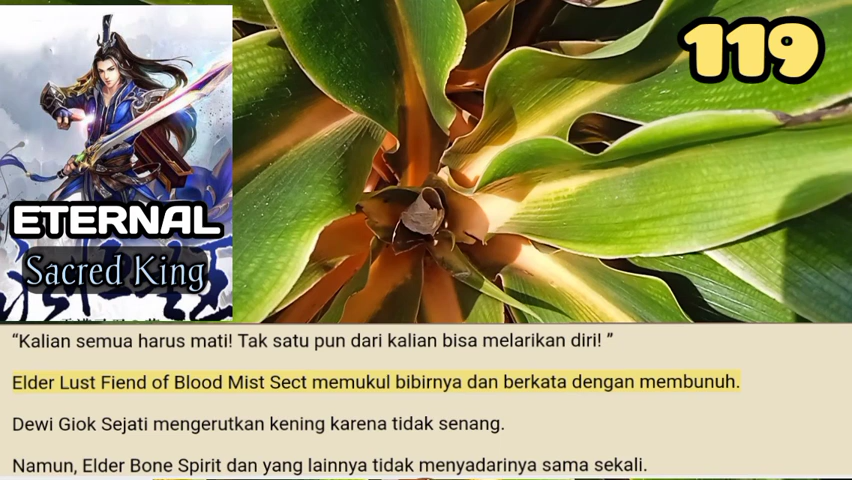 119
ETERNAL
Sacred King
“Kalian semua harus mati! Tak satu pun dari kalian bisa melarikan diri! ”
Elder Lust Fiend of Blood Mist Sect memukul bibirnya dan berkata dengan membunuh.
Dewi Giok Sejati mengerutkan kening karena tidak senang.
Namun, Elder Bone Spirit dan yang lainnya tidak menyadarinya sama sekali.